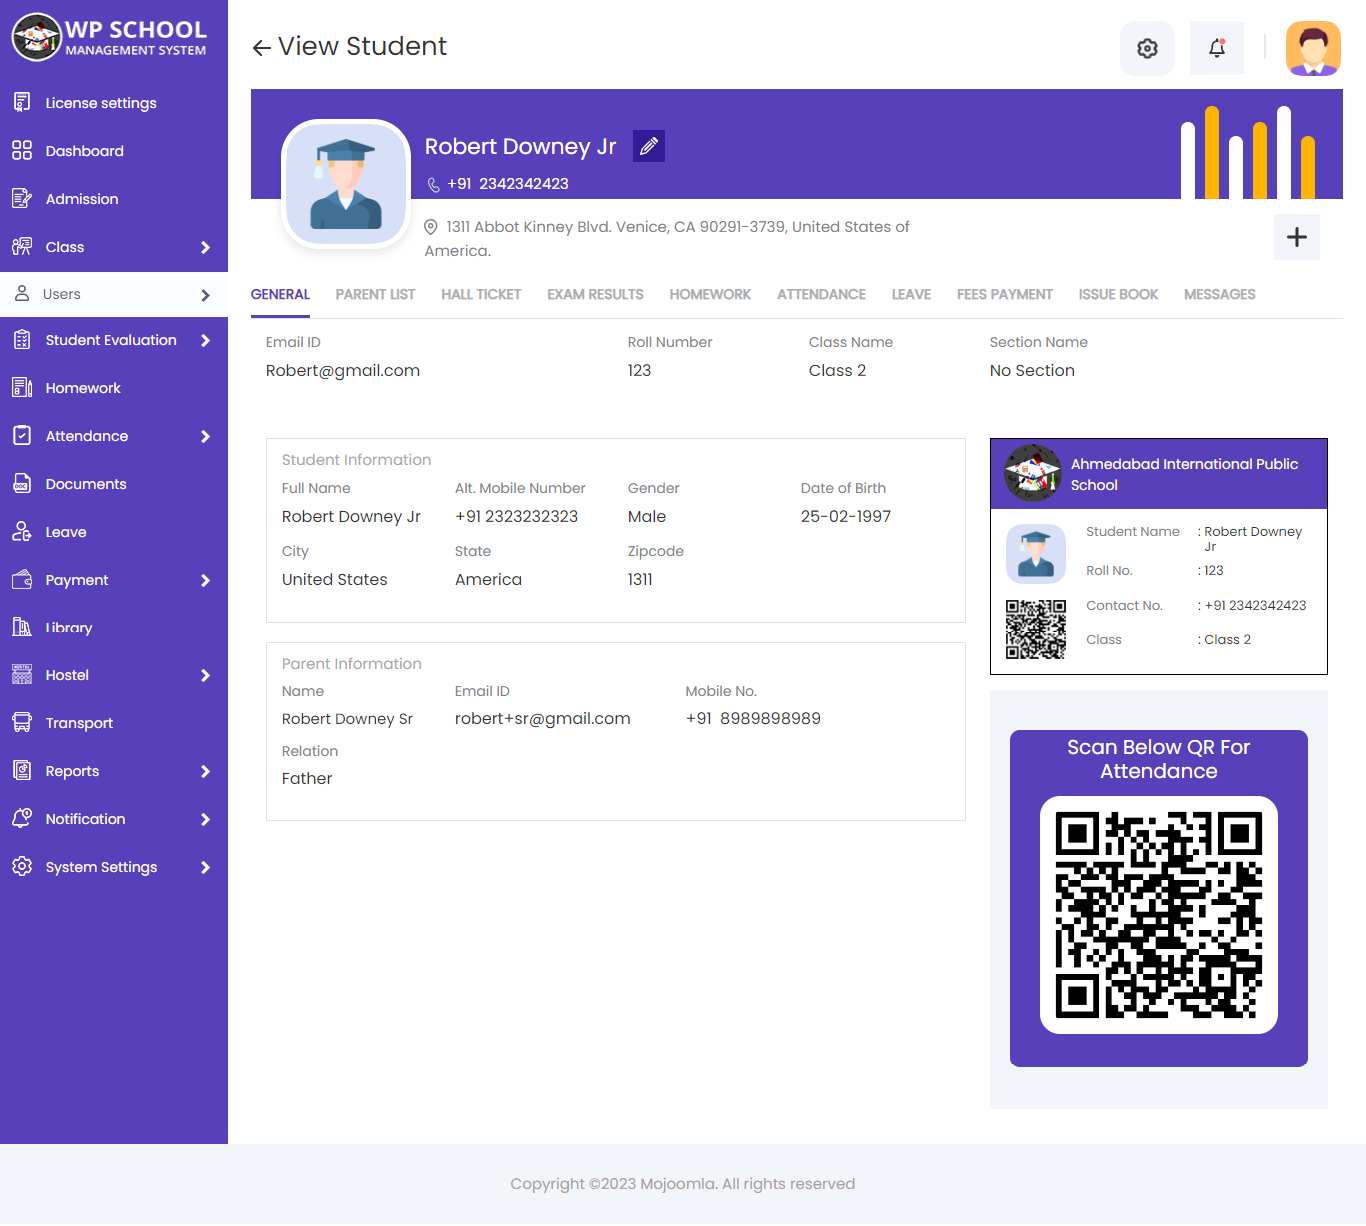 WP SCHOOL
MANAGEMENT SYSTEM
License settings
Dashboard
Admission
Class
Users
Student Evaluation
Homework
Attendance
Documents
Leave
Payment
Library
Hostel
Transport
Reports
Notification
System Settings
View Student
Robert Downey Jr
+91 2342342423
1311 Abbot Kinney Blvd. Venice, CA 90291-3739, United States of
America.
GENERAL PARENT LIST HALL TICKET EXAM RESULTS HOMEWORK ATTENDANCE LEAVE FEES PAYMENT ISSUE BOOK MESSAGES
Email ID Roll Number Class Name Section Name
Robert@gmail.com 123 Class 2 No Section
Student Information
Full Name Alt. Mobile Number Gender Date of Birth
Robert Downey Jr +91 2323232323 Male 25-02-1997
City State Zipcode
United States America 1311
Parent Information
Name Email ID Mobile No.
Robert Downey Sr robert+sr@gmail.com +91 8989898989
Relation
Father
Ahmedabad International Public
School
Student Name : Robert Downey
Jr
Roll No. : 123
Contact No. : +91 2342342423
Class : Class 2
Scan Below QR For
Attendance
Copyright ©2023 Mojoomla. All rights reserved